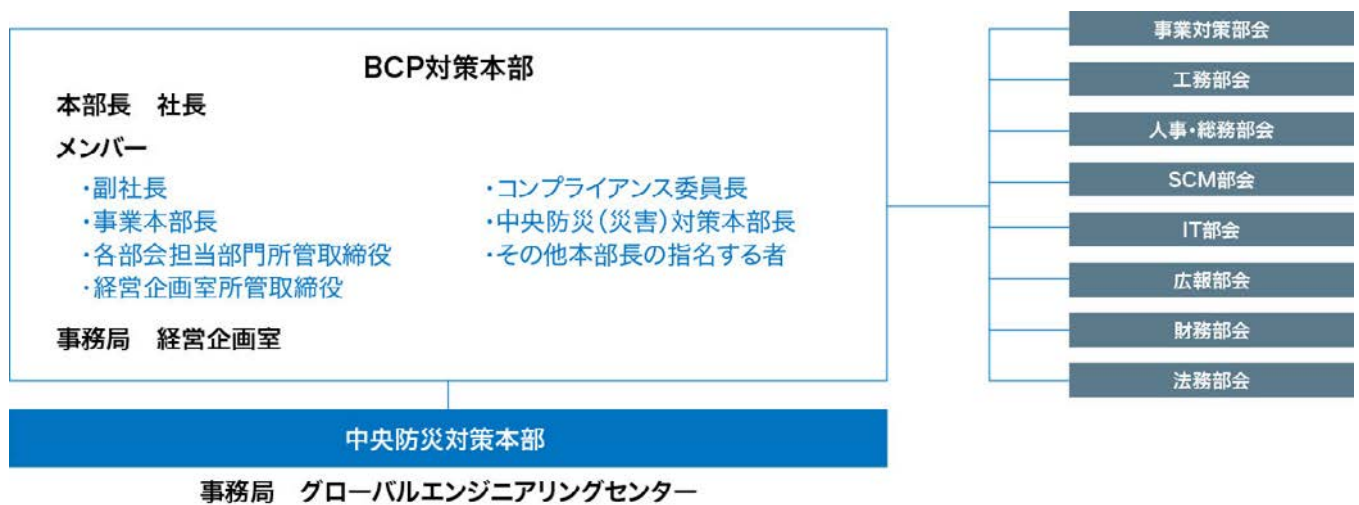 BCP対策本部
本部長　社長
メンバー
・副社長
・事業本部長
・各部会担当部門所管取締役
・経営企画室所管取締役
・コンプライアンス委員長
・中央防災（災害）対策本部長
・その他本部長の指名する者
事務局　経営企画室
中央防災対策本部
事務局　グローバルエンジニアリングセンター
事業対策部会
工務部会
人事・総務部会
SCM部会
IT部会
広報部会
財務部会
法務部会